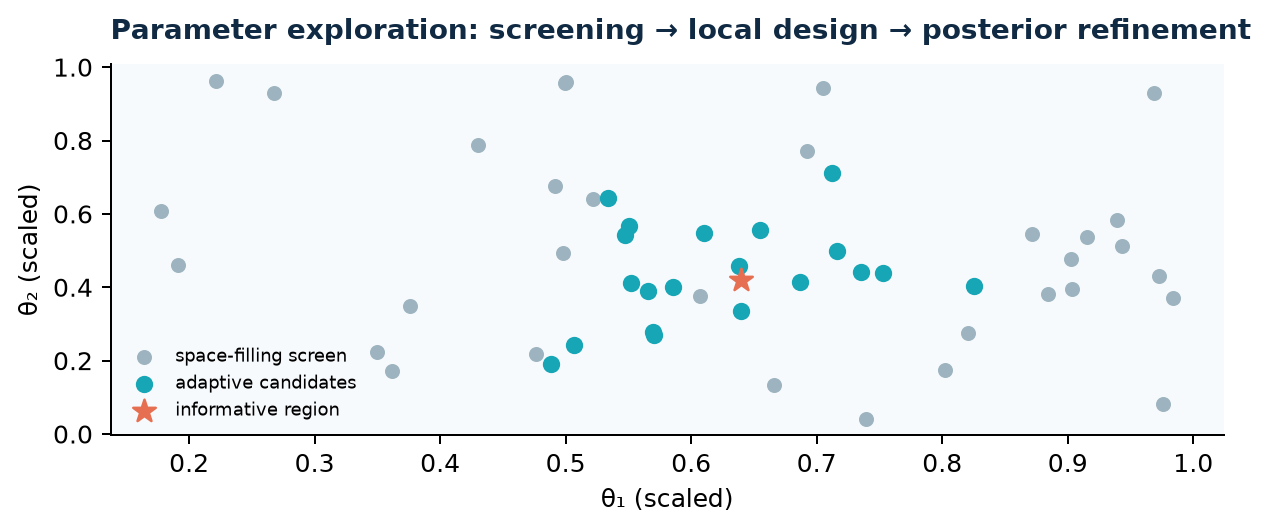 Parameter exploration: screening → local design → posterior refinement
1.0
0.8
0.6
0.4
0.2
0.0
θ₂ (scaled)
space-filling screen
adaptive candidates
informative region
0.2 0.3 0.4 0.5 0.6 0.7 0.8 0.9 1.0
θ₁ (scaled)